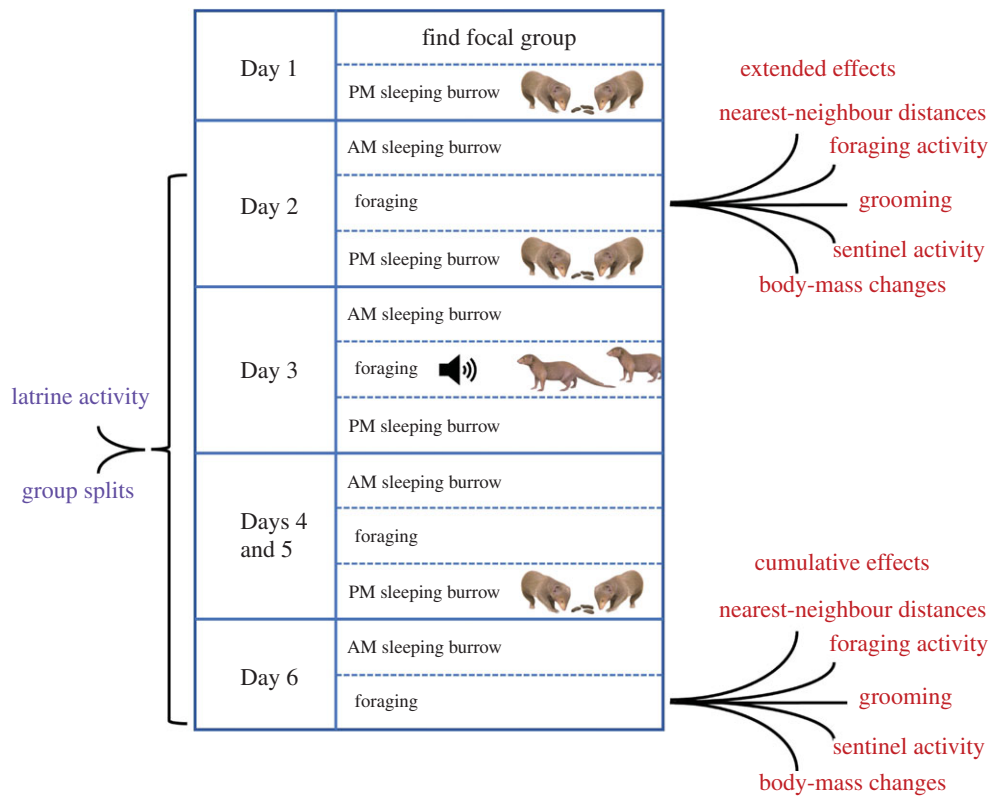 Day 1
find focal group
PM sleeping burrow
Day 2
AM sleeping burrow
foraging
PM sleeping burrow
Day 3
AM sleeping burrow
foraging
PM sleeping burrow
Days 4
and 5
AM sleeping burrow
foraging
PM sleeping burrow
Day 6
AM sleeping burrow
foraging
latrine activity
group splits
extended effects
nearest-neighbour distances
foraging activity
grooming
sentinel activity
body-mass changes
cumulative effects
nearest-neighbour distances
foraging activity
grooming
sentinel activity
body-mass changes